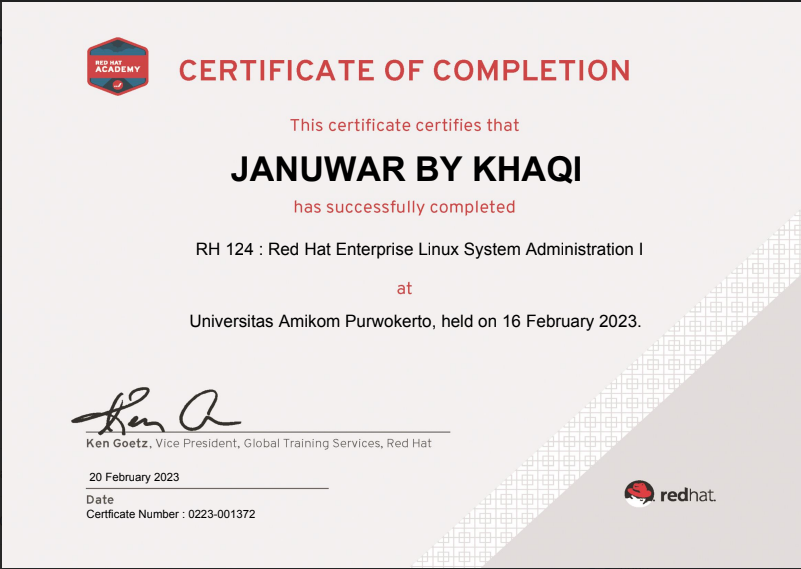 RED HAT
ACADEMY
CERTIFICATE OF COMPLETION
This certificate certifies that
JANUWAR BY KHAQI
has successfully completed
RH 124 : Red Hat Enterprise Linux System Administration I
at
Universitas Amikom Purwokerto, held on 16 February 2023.
Ken Goetz, Vice President, Global Training Services, Red Hat
20 February 2023
Date
Certficate Number : 0223-001372
redhat.